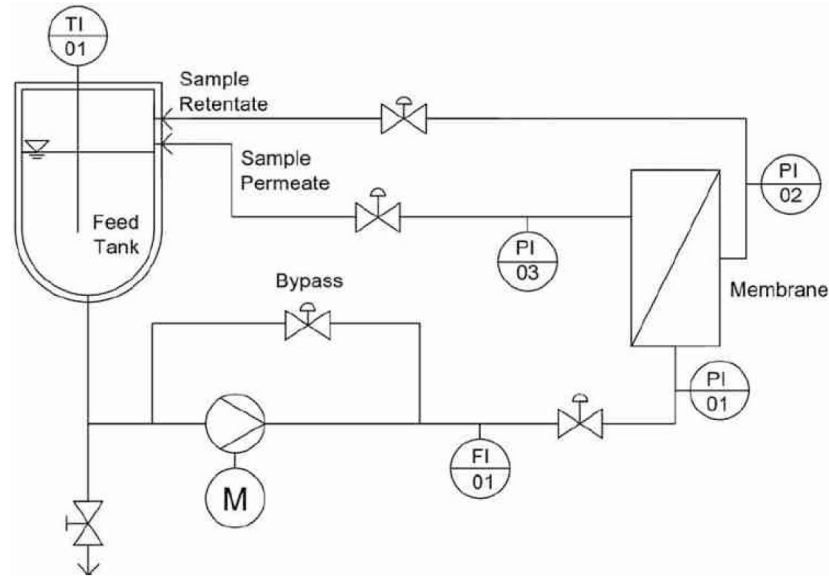 TI
01
Sample
Retentate
Sample
Permeate
PI
02
Feed
Tank
PI
03
Bypass
Membrane
PI
01
FI
01
M